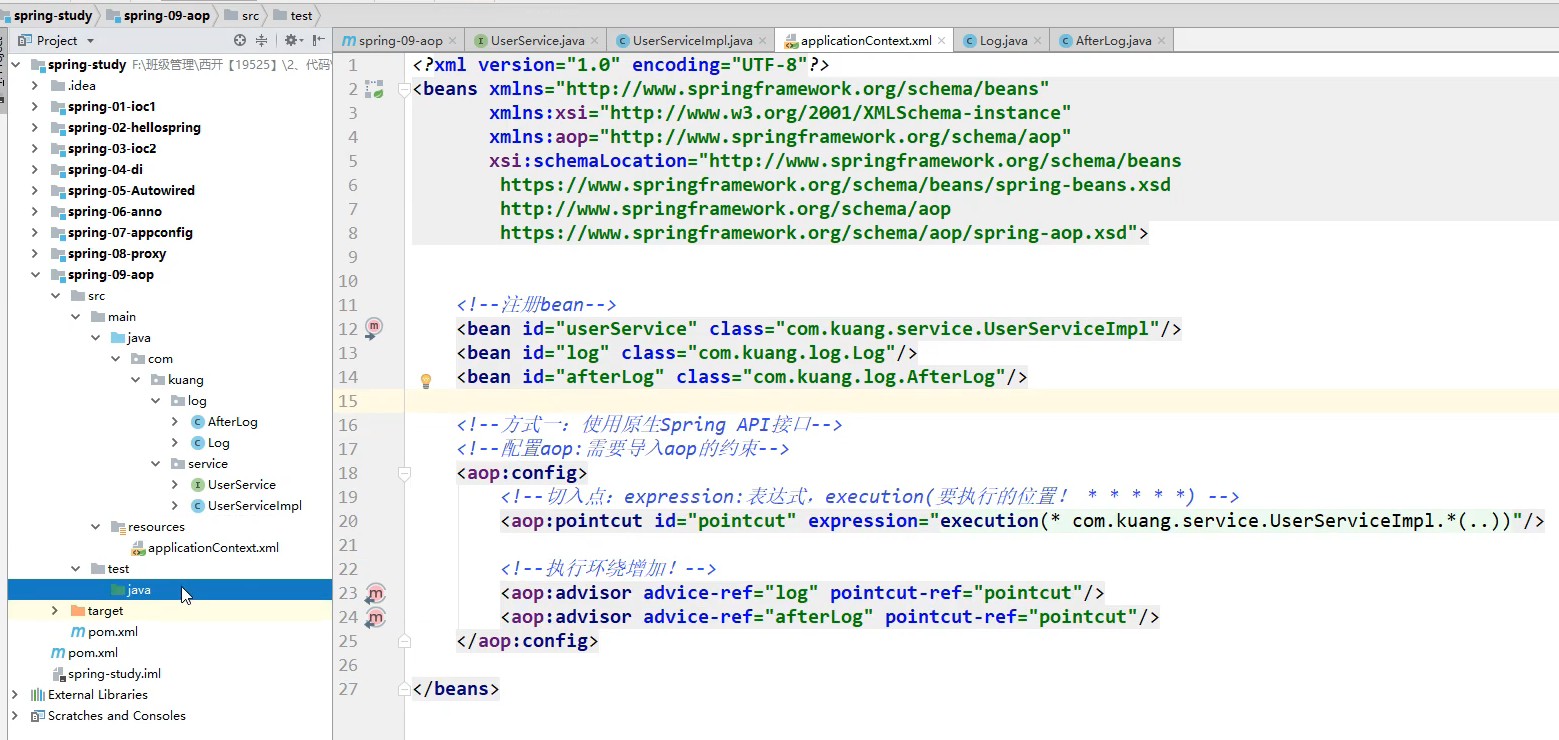 spring-study spring-09-aop src test
Project
spring-09-aop UserService.java UserServiceImpl.java applicationContext.xml Log.java AfterLog.java
spring-study F:\班级管理\西开【19525】\2、代码\
.idea
spring-01-ioc1
spring-02-hellospring
spring-03-ioc2
spring-04-di
spring-05-Autowired
spring-06-anno
spring-07-appconfig
spring-08-proxy
spring-09-aop
src
main
java
com
kuang
log
AfterLog
Log
service
UserService
UserServiceImpl
resources
applicationContext.xml
test
java
target
pom.xml
pom.xml
spring-study.iml
External Libraries
Scratches and Consoles
1 <?xml version="1.0" encoding="UTF-8"?>
2 <beans xmlns="http://www.springframework.org/schema/beans"
3 xmlns:xsi="http://www.w3.org/2001/XMLSchema-instance"
4 xmlns:aop="http://www.springframework.org/schema/aop"
5 xsi:schemaLocation="http://www.springframework.org/schema/beans
6 https://www.springframework.org/schema/beans/spring-beans.xsd
7 http://www.springframework.org/schema/aop
8 https://www.springframework.org/schema/aop/spring-aop.xsd">
9
10
11 <!--注册bean-->
12 <bean id="userService" class="com.kuang.service.UserServiceImpl"/>
13 <bean id="log" class="com.kuang.log.Log"/>
14 <bean id="afterLog" class="com.kuang.log.AfterLog"/>
15
16 <!--方式一：使用原生Spring API接口-->
17 <!--配置aop:需要导入aop的约束-->
18 <aop:config>
19 <!--切入点：expression:表达式，execution(要执行的位置！ * * * * *) -->
20 <aop:pointcut id="pointcut" expression="execution(* com.kuang.service.UserServiceImpl.*(..))"/>
21
22 <!--执行环绕增加！-->
23 <aop:advisor advice-ref="log" pointcut-ref="pointcut"/>
24 <aop:advisor advice-ref="afterLog" pointcut-ref="pointcut"/>
25 </aop:config>
26
27 </beans>